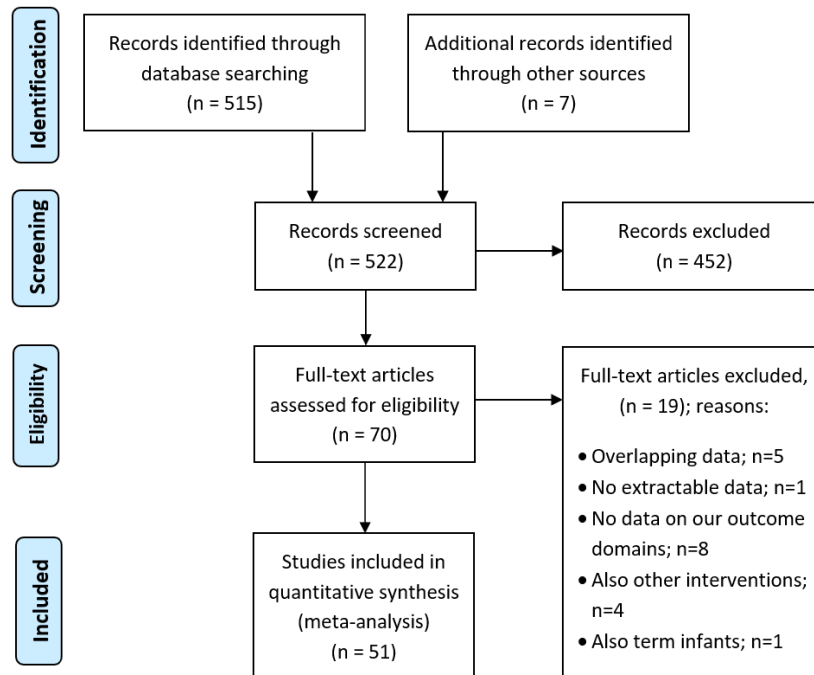 Identification
Records identified through
database searching
(n = 515)
Additional records identified
through other sources
(n = 7)
Screening
Records screened
(n = 522)
Records excluded
(n = 452)
Eligibility
Full-text articles
assessed for eligibility
(n = 70)
Full-text articles excluded,
(n = 19); reasons:
• Overlapping data; n=5
• No extractable data; n=1
• No data on our outcome
domains; n=8
• Also other interventions;
n=4
• Also term infants; n=1
Included
Studies included in
quantitative synthesis
(meta-analysis)
(n = 51)